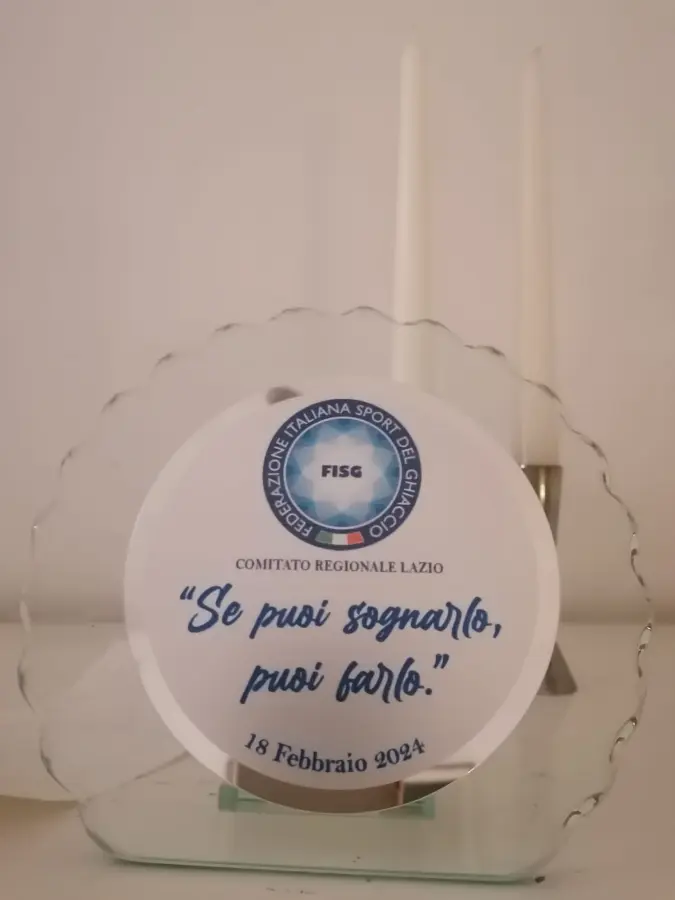 FEDERAZIONE ITALIANA SPORT DEL GHIACCIO
FISG
COMITATO REGIONALE LAZIO
“Se puoi sognarlo,
puoi farlo.”
18 Febbraio 2024